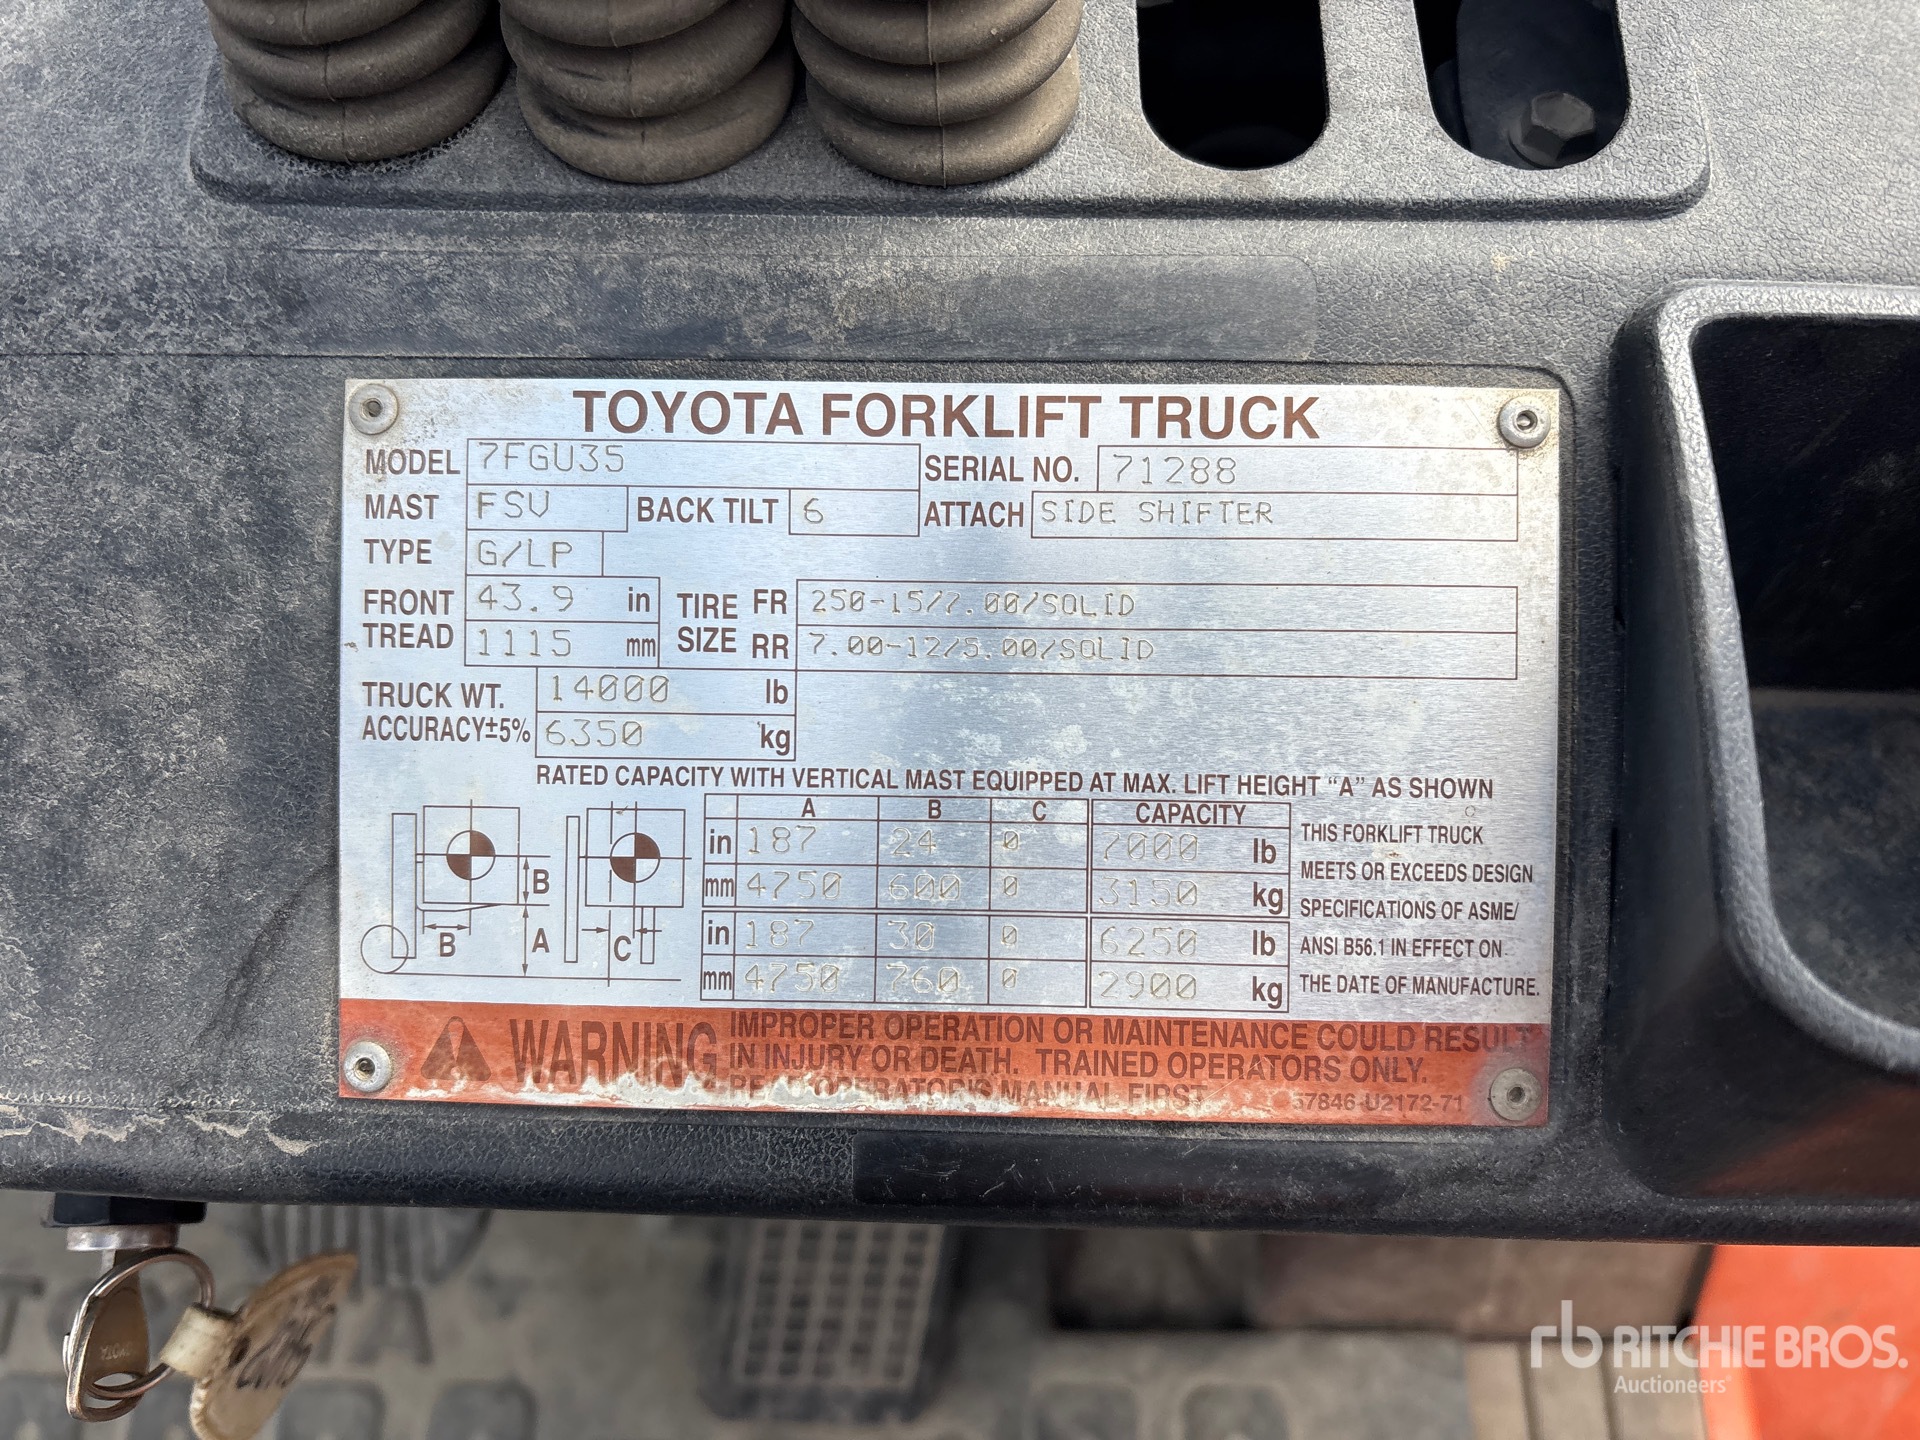 TOYOTA FORKLIFT TRUCK
MODEL 7FGU35 SERIAL NO. 71288
MAST FSV BACK TILT 6 ATTACH SIDE SHIFTER
TYPE G/LP
FRONT TREAD 43.9 in TIRE SIZE FR 250-15/7.00/SOLID
1115 mm RR 7.00-12/5.00/SOLID
TRUCK WT. 14000 lb
ACCURACY±5% 6350 kg
RATED CAPACITY WITH VERTICAL MAST EQUIPPED AT MAX. LIFT HEIGHT "A" AS SHOWN
A B C CAPACITY
in 187 24 0 7000 lb
mm 4750 600 0 3150 kg
in 187 30 0 6250 lb
mm 4750 760 0 2900 kg
B
B A C
THIS FORKLIFT TRUCK
MEETS OR EXCEEDS DESIGN
SPECIFICATIONS OF ASME/
ANSI B56.1 IN EFFECT ON
THE DATE OF MANUFACTURE.
WARNING IMPROPER OPERATION OR MAINTENANCE COULD RESULT
IN INJURY OR DEATH. TRAINED OPERATORS ONLY.
READ OPERATOR'S MANUAL FIRST.
57846-U2172-71
rb RITCHIE BROS.
Auctioneers